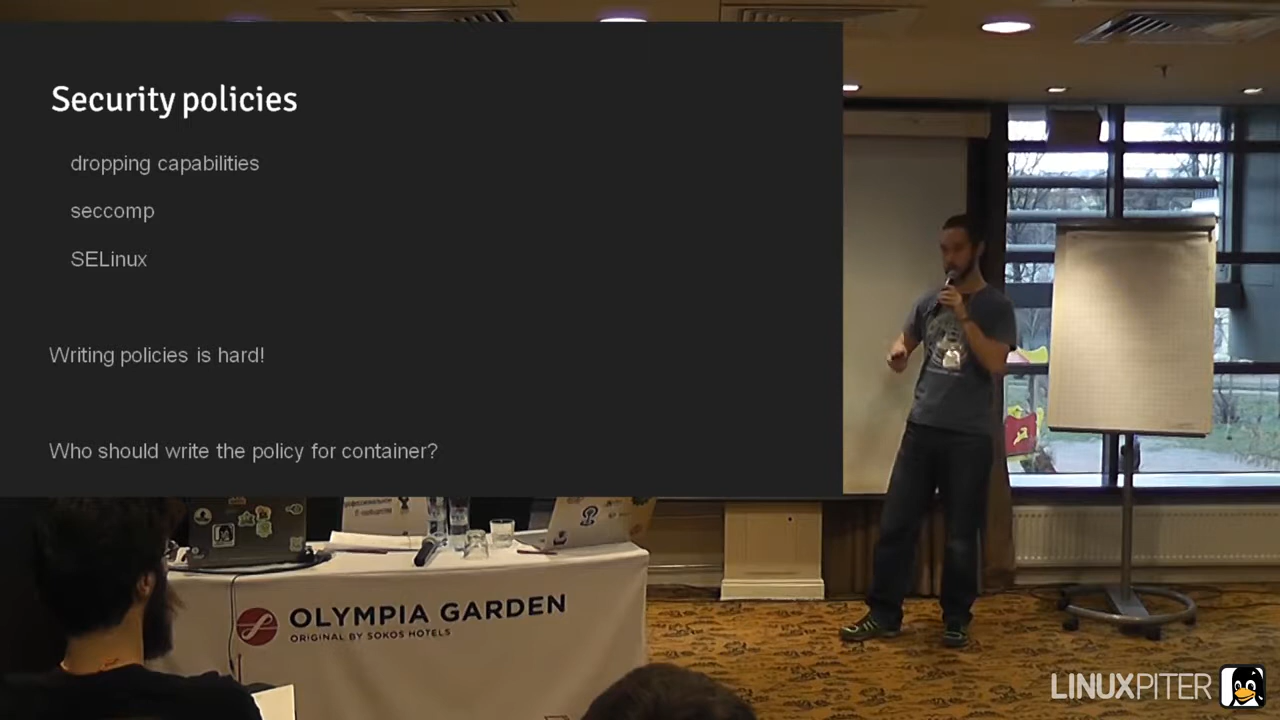 Security policies
dropping capabilities
seccomp
SELinux
Writing policies is hard!
Who should write the policy for container?
OLYMPIA GARDEN
ORIGINAL BY SOKOS HOTELS
LINUXPITER